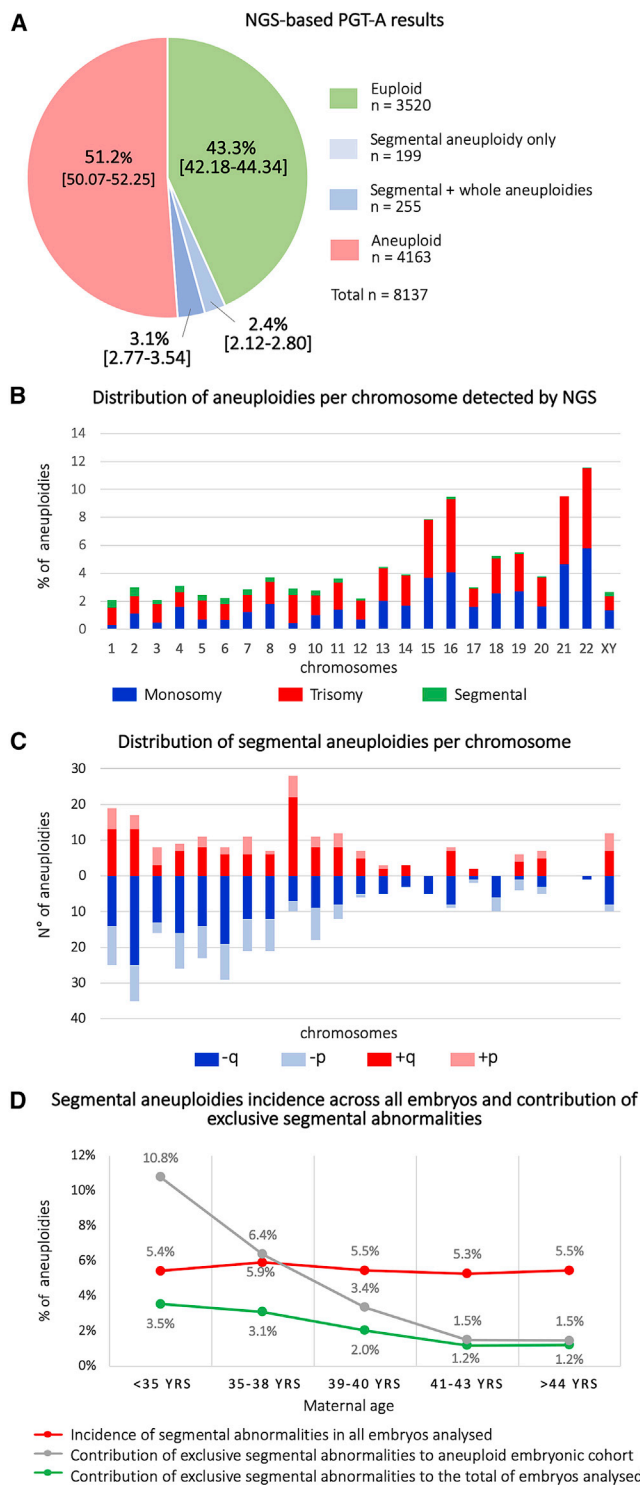 A
NGS-based PGT-A results
51.2%
[50.07-52.25]
43.3%
[42.18-44.34]
3.1%
[2.77-3.54]
2.4%
[2.12-2.80]
Euploid
n = 3520
Segmental aneuploidy only
n = 199
Segmental + whole aneuploidies
n = 255
Aneuploid
n = 4163
Total n = 8137
B
Distribution of aneuploidies per chromosome detected by NGS
% of aneuploidies
14
12
10
8
6
4
2
0
1 2 3 4 5 6 7 8 9 10 11 12 13 14 15 16 17 18 19 20 21 22 XY
chromosomes
Monosomy Trisomy Segmental
C
Distribution of segmental aneuploidies per chromosome
N° of aneuploidies
30
20
10
0
10
20
30
40
chromosomes
-q -p +q +p
D
Segmental aneuploidies incidence across all embryos and contribution of
exclusive segmental abnormalities
% of aneuploidies
12%
10%
8%
6%
4%
2%
0%
10.8%
6.4%
3.4%
1.5%
1.5%
5.4%
5.9%
5.5%
5.3%
5.5%
3.5%
3.1%
2.0%
1.2%
1.2%
<35 YRS 35-38 YRS 39-40 YRS 41-43 YRS >44 YRS
Maternal age
Incidence of segmental abnormalities in all embryos analysed
Contribution of exclusive segmental abnormalities to aneuploid embryonic cohort
Contribution of exclusive segmental abnormalities to the total of embryos analysed